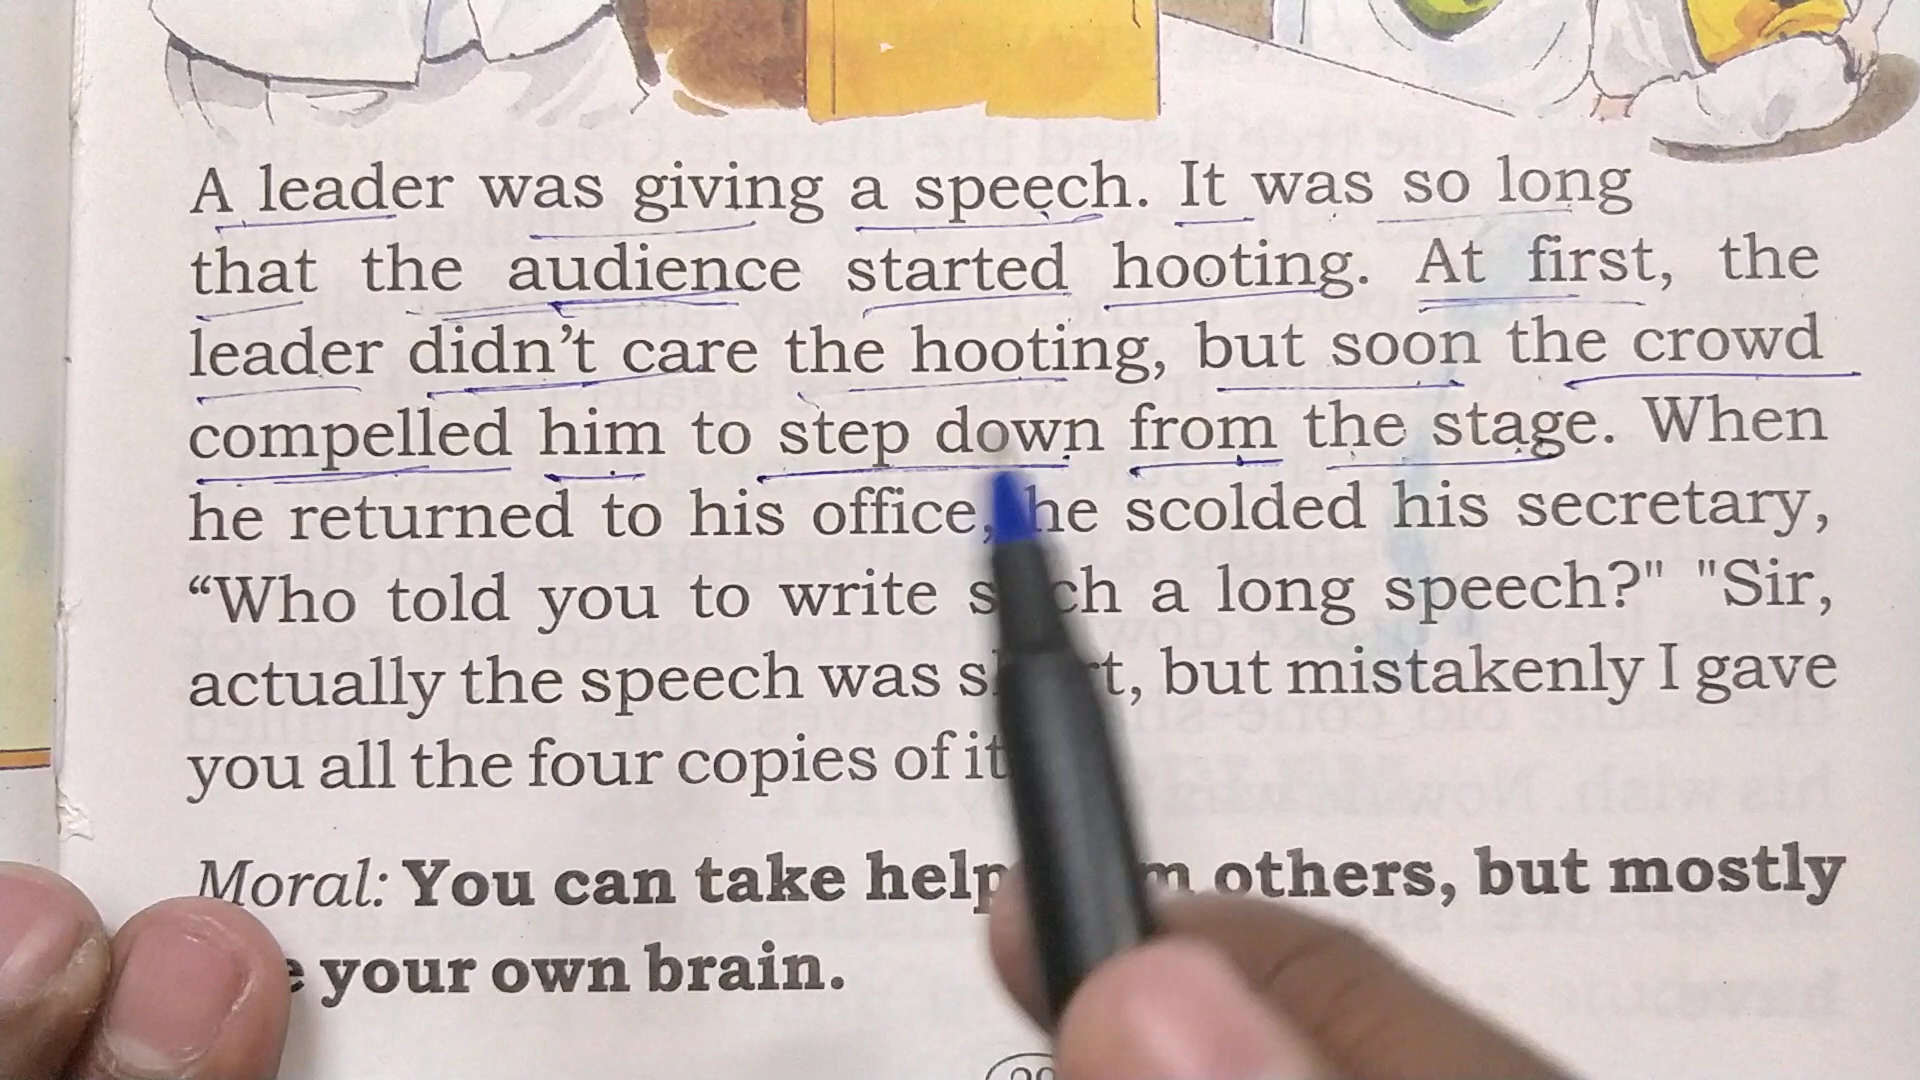 A leader was giving a speech. It was so long
that the audience started hooting. At first, the
leader didn't care the hooting, but soon the crowd
compelled him to step down from the stage. When
he returned to his office, he scolded his secretary,
“Who told you to write such a long speech?" "Sir,
actually the speech was short, but mistakenly I gave
you all the four copies of it
Moral: You can take help others, but mostly
your own brain.